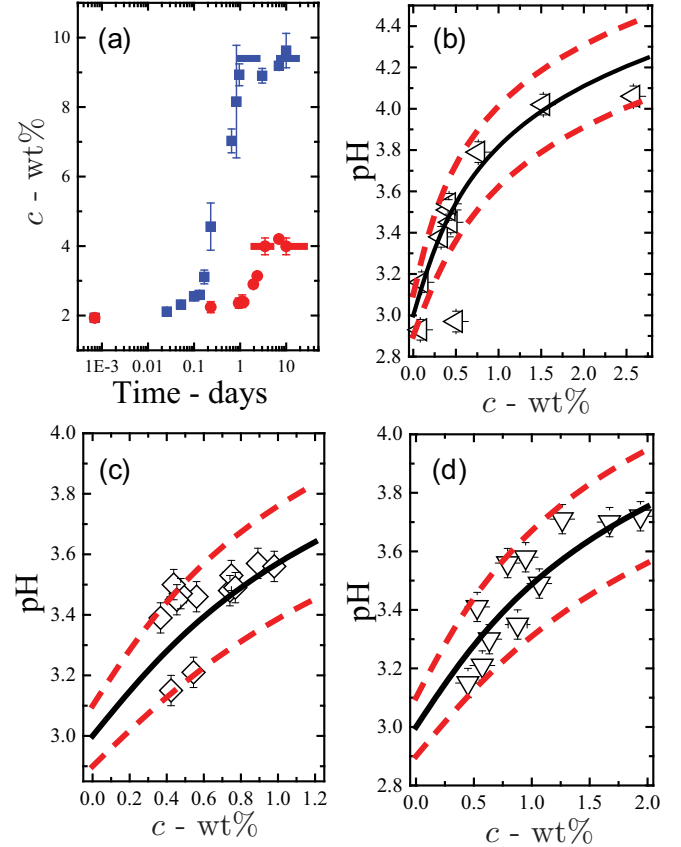 (a)
10
8
6
4
2
c - wt%
1E-3 0.01 0.1 1 10
Time - days
(b)
4.4
4.2
4.0
3.8
3.6
3.4
3.2
3.0
2.8
pH
0.0 0.5 1.0 1.5 2.0 2.5
c - wt%
(c)
4.0
3.8
3.6
3.4
3.2
3.0
pH
0.0 0.2 0.4 0.6 0.8 1.0 1.2
c - wt%
(d)
4.0
3.8
3.6
3.4
3.2
3.0
2.8
pH
0.0 0.5 1.0 1.5 2.0
c - wt%